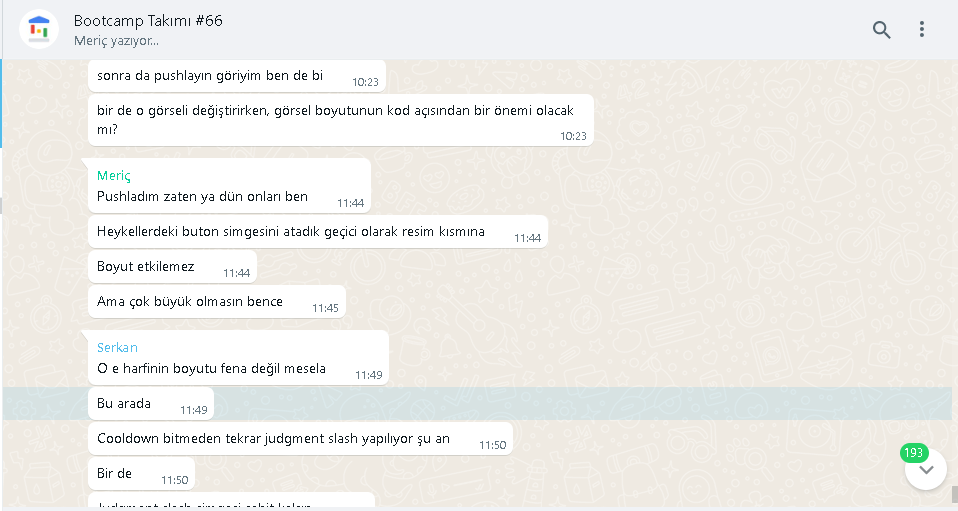 Bootcamp Takımı #66
Meriç yazıyor...
sonra da pushlayın göriyim ben de bi
10:23
bir de o görseli değiştirirken, görsel boyutunun kod açısından bir önemi olacak
mı?
10:23
Meriç
Pushladım zaten ya dün onları ben
11:44
Heykellerdeki buton simgesini atadık geçici olarak resim kısmına
11:44
Boyut etkilemez
11:44
Ama çok büyük olmasın bence
11:45
Serkan
O e harfinin boyutu fena değil mesela
11:49
Bu arada
11:49
Cooldown bitmeden tekrar judgment slash yapılıyor şu an
11:50
193
Bir de
11:50